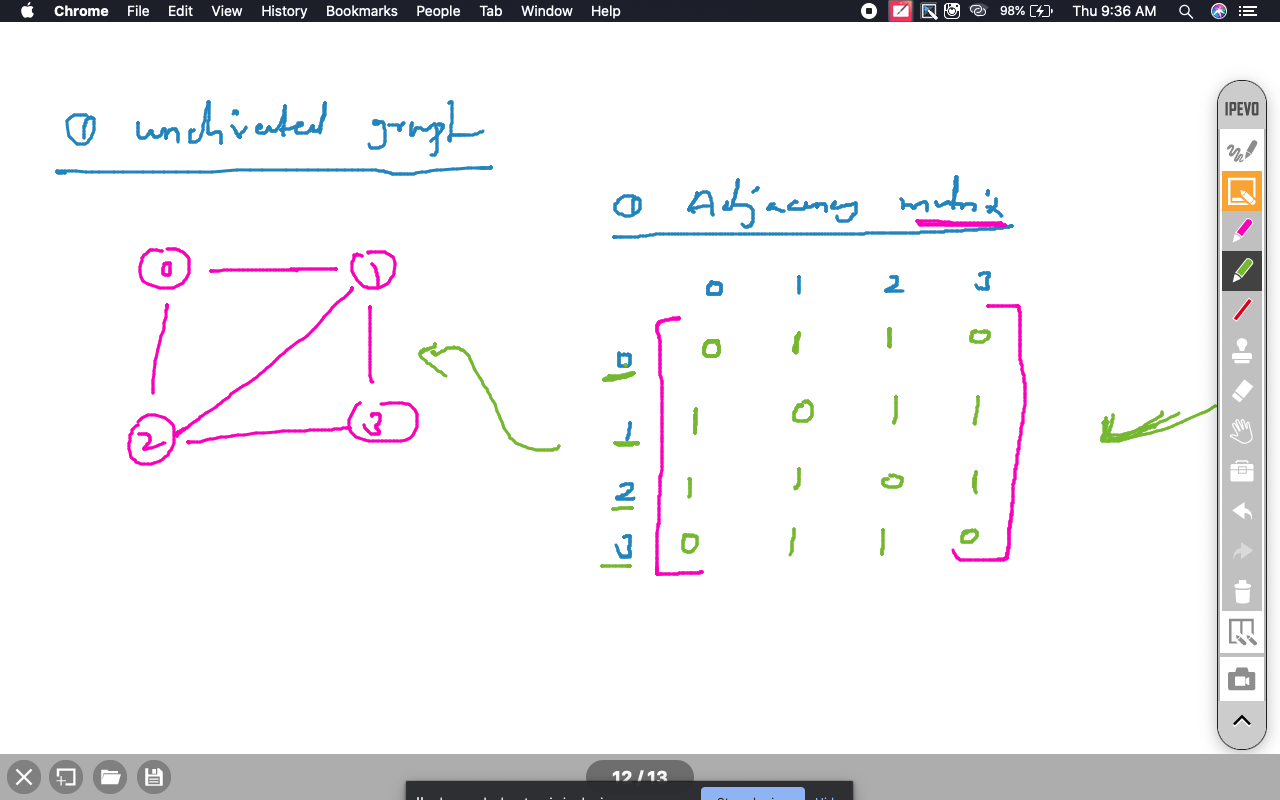 Chrome File Edit View History Bookmarks People Tab Window Help 98% Thu 9:36 AM
① undirected graph
IPEVO
① Adjacency matrix
0 1
2 3
0 1 2 3
0 0 1 1 0
1 1 0 1 1
2 1 1 0 1
3 0 1 1 0
12 / 13